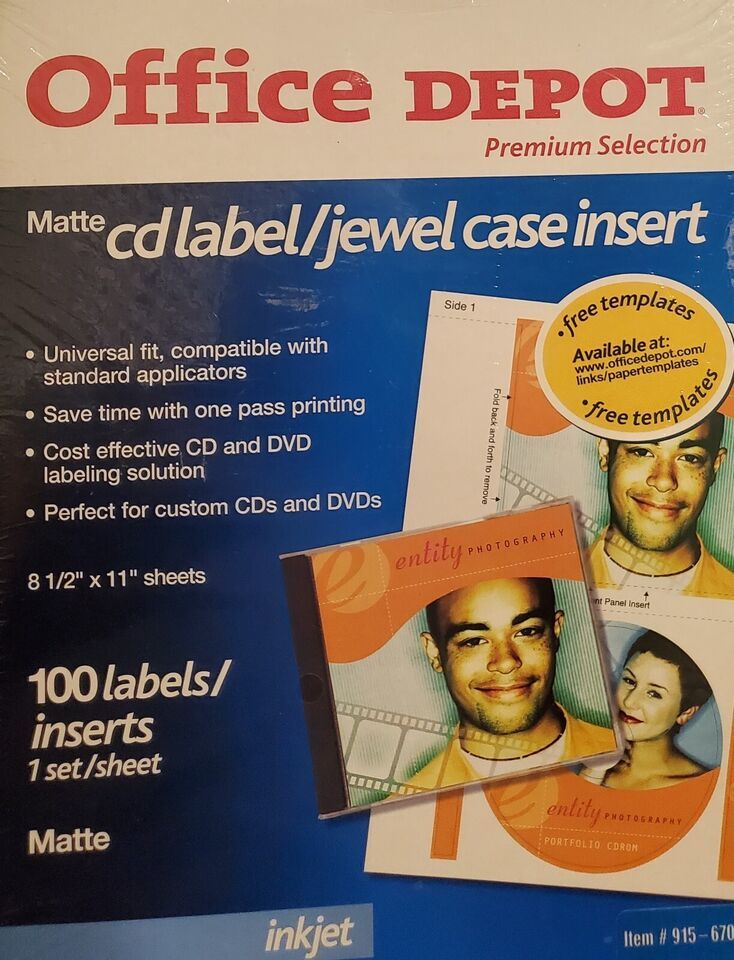 Office DEPOT®
Premium Selection
Matte cd label/jewel case insert
• Universal fit, compatible with
standard applicators
• Save time with one pass printing
• Cost effective CD and DVD
labeling solution
• Perfect for custom CDs and DVDs
8 1/2" x 11" sheets
100 labels/
inserts
1 set/sheet
Matte
inkjet
Side 1
• free templates
Available at:
www.officedepot.com/
links/papertemplates
• free templates
Fold back and forth to remove
e entity PHOTOGRAPHY
nt Panel Insert
e entity PHOTOGRAPHY
PORTFOLIO CDROM
Item # 915-670